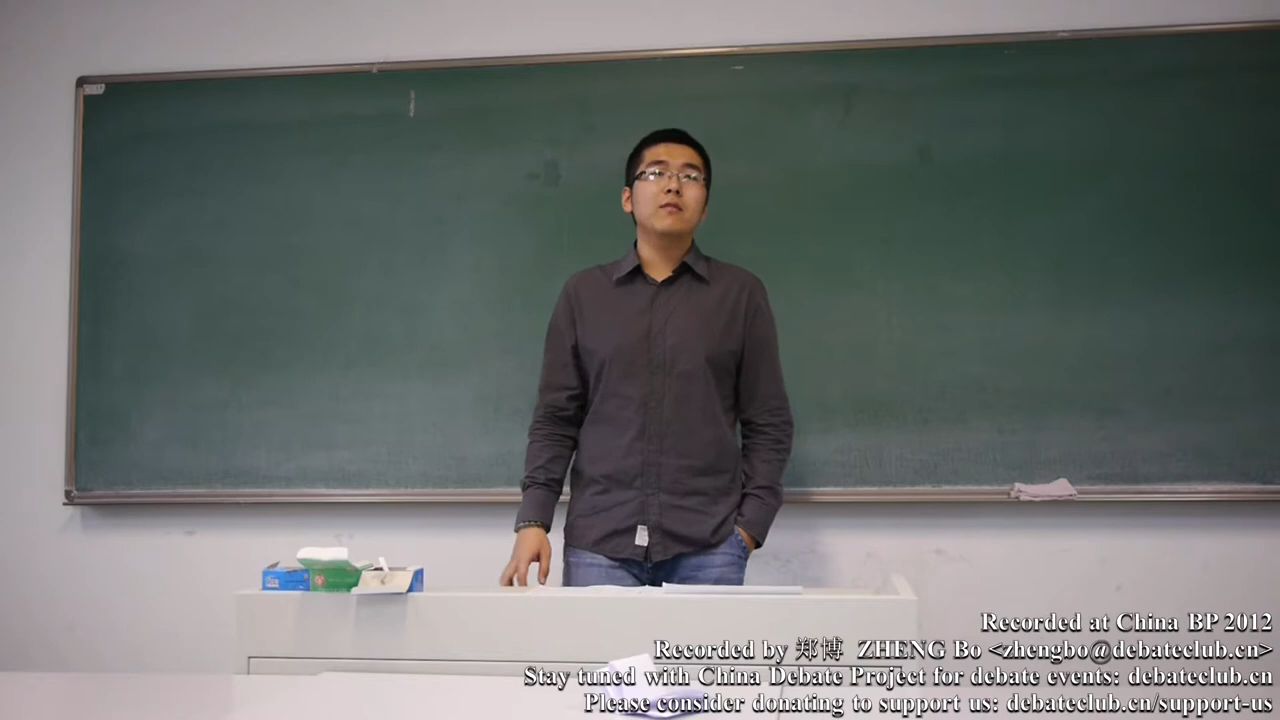 Recorded at China BP 2012
Recorded by 郑博 ZHENG Bo <zhengbo@debateclub.cn>
Stay tuned with China Debate Project for debate events: debateclub.cn
Please consider donating to support us: debateclub.cn/support-us